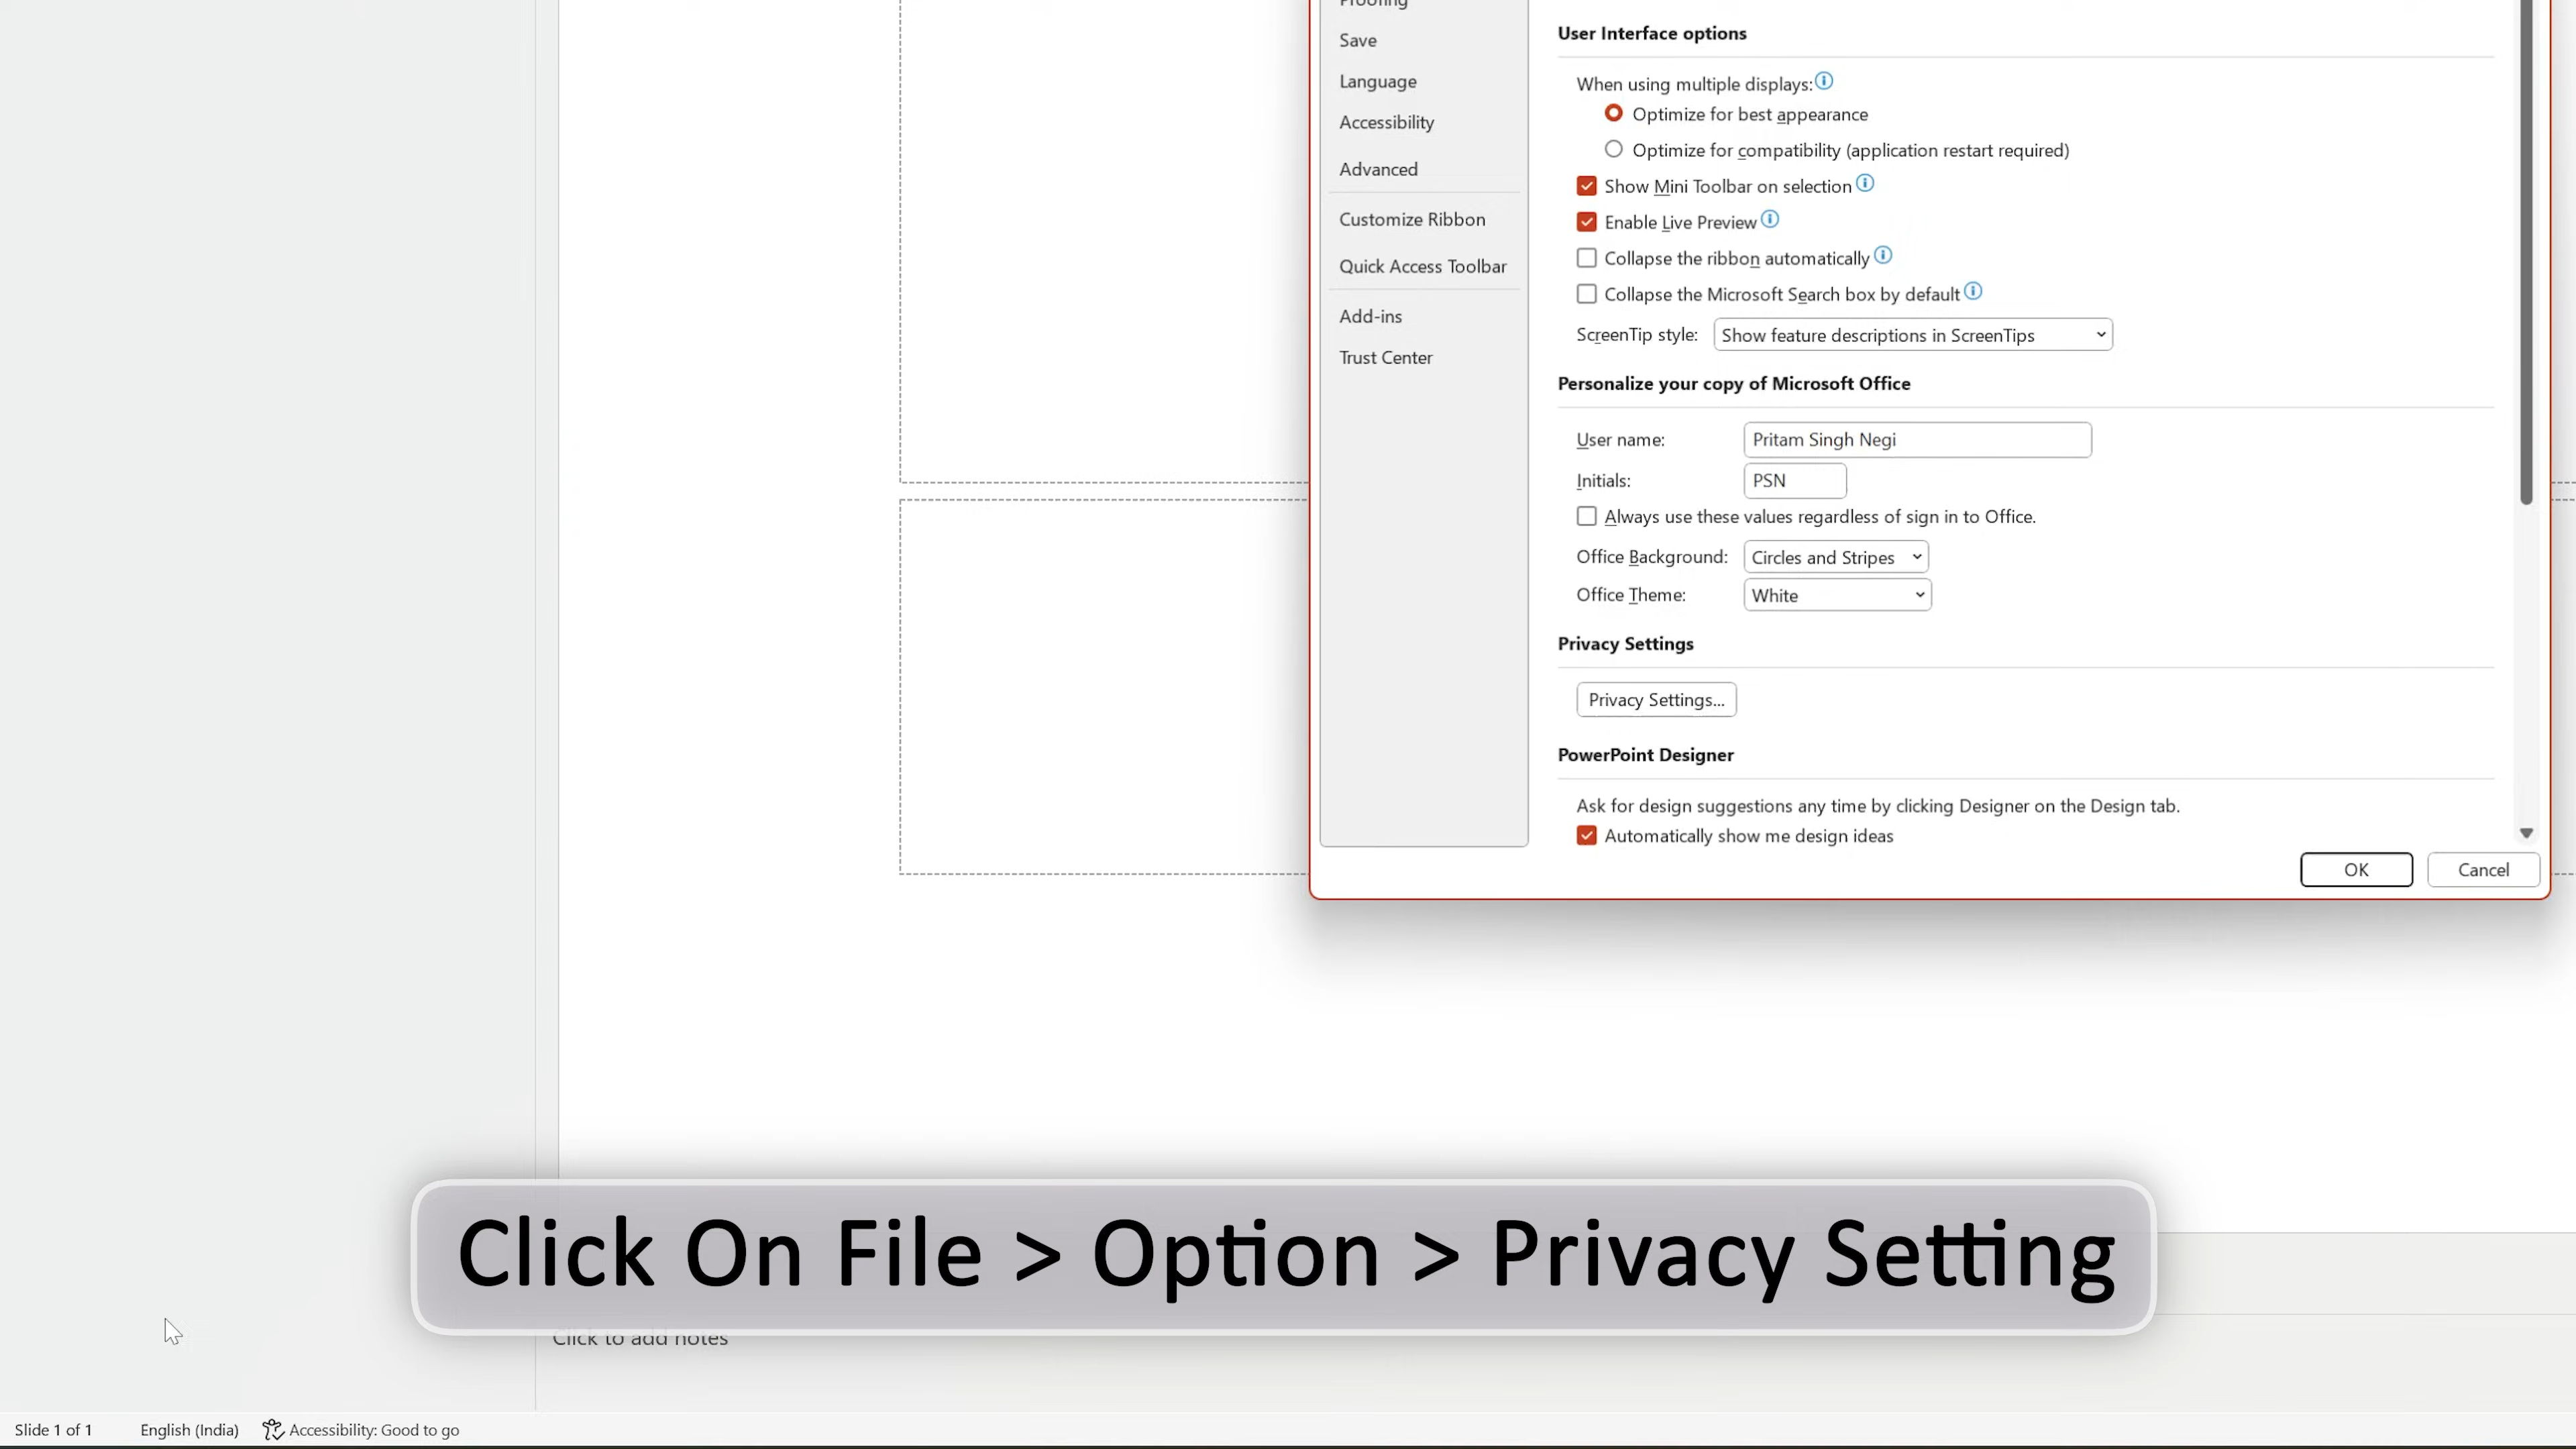 Proofing
Save
Language
Accessibility
Advanced
Customize Ribbon
Quick Access Toolbar
Add-ins
Trust Center
User Interface options
When using multiple displays:
Optimize for best appearance
Optimize for compatibility (application restart required)
Show Mini Toolbar on selection
Enable Live Preview
Collapse the ribbon automatically
Collapse the Microsoft Search box by default
ScreenTip style: Show feature descriptions in ScreenTips
Personalize your copy of Microsoft Office
User name: Pritam Singh Negi
Initials: PSN
Always use these values regardless of sign in to Office.
Office Background: Circles and Stripes
Office Theme: White
Privacy Settings
Privacy Settings...
PowerPoint Designer
Ask for design suggestions any time by clicking Designer on the Design tab.
Automatically show me design ideas
OK Cancel
Click On File > Option > Privacy Setting
Click to add notes
Slide 1 of 1 English (India) Accessibility: Good to go